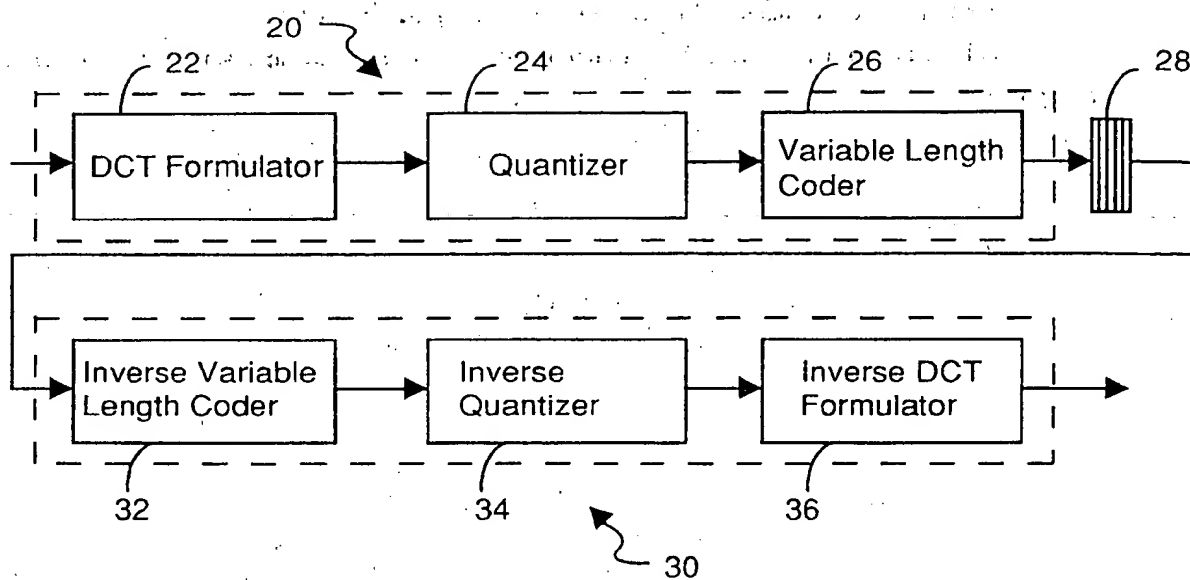 20
22
24
26
28
DCT Formulator
Quantizer
Variable Length
Coder
Inverse Variable
Length Coder
Inverse
Quantizer
Inverse DCT
Formulator
32
34
36
30